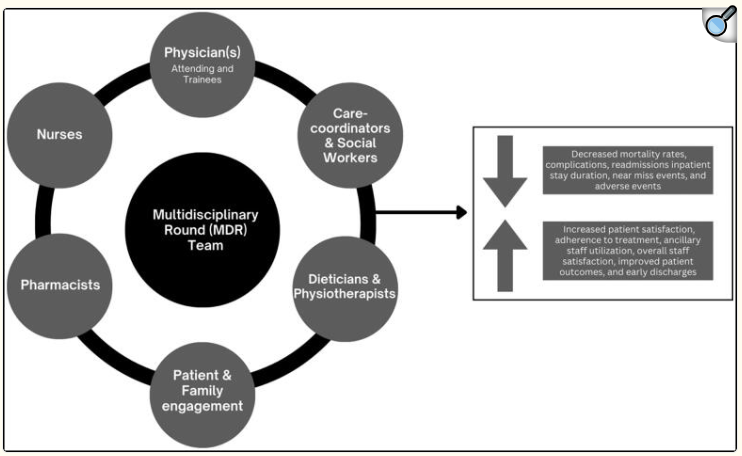 Physician(s)
Attending and
Trainees
Care-
coordinators
& Social
Workers
Nurses
Multidisciplinary
Round (MDR)
Team
Pharmacists
Dieticians &
Physiotherapists
Patient &
Family
engagement
Decreased mortality rates,
complications, readmissions inpatient
stay duration, near miss events, and
adverse events
Increased patient satisfaction,
adherence to treatment, ancillary
staff utilization, overall staff
satisfaction, improved patient
outcomes, and early discharges